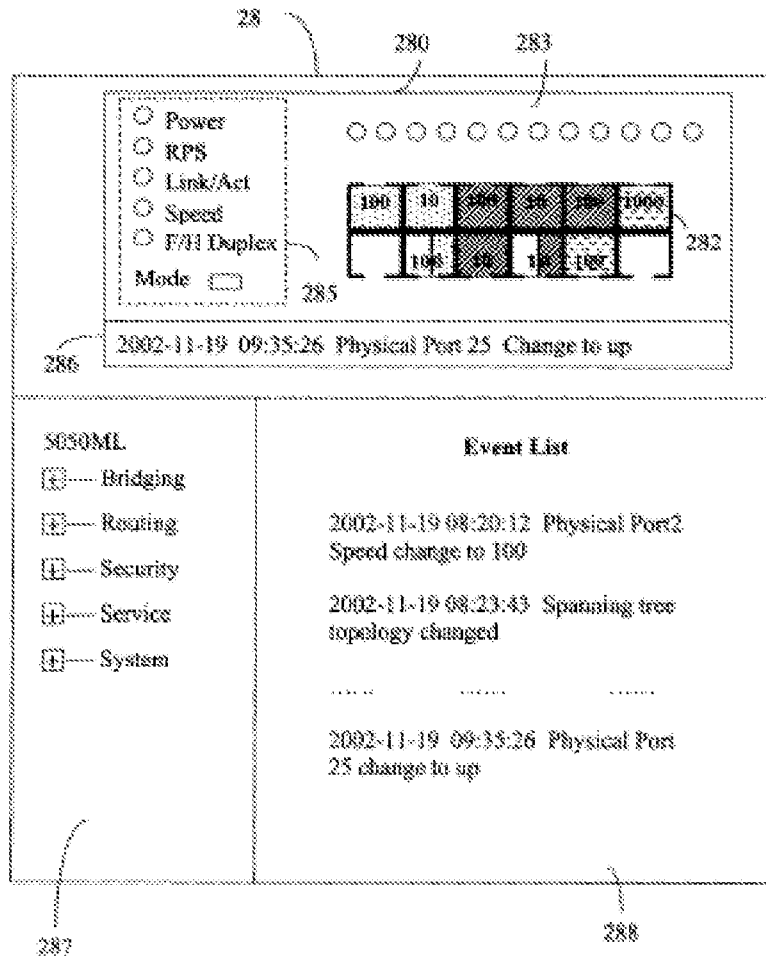 28
280
283
Power
RPS
Link/Act
Speed
F/H Duplex
Mode
100 10 100 10 100 1000
282
100 10 10
285
286
2002-11-19 09:35:26 Physical Port 25 Change to up
5050ML
Bridging
Routing
Security
Service
System
Event List
2002-11-19 08:20:12 Physical Port2
Speed change to 100
2002-11-19 08:23:43 Spanning tree
topology changed
2002-11-19 09:35:26 Physical Port
25 change to up
287
288